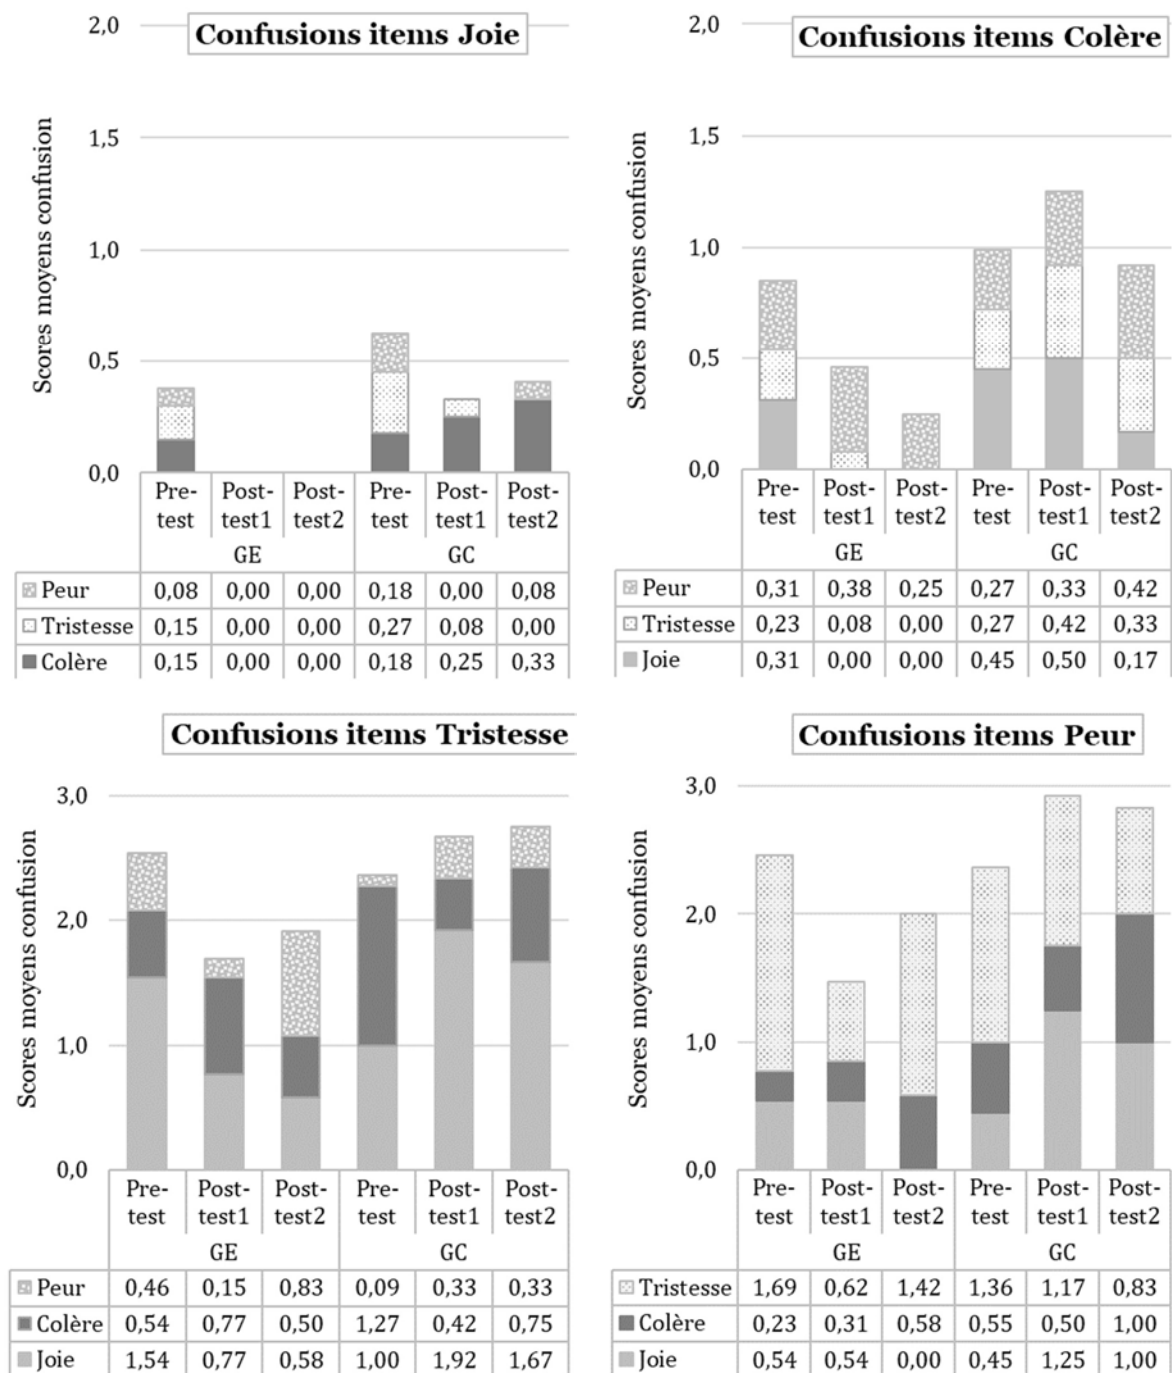 Confusions items Joie
Scores moyens confusion
2,0
1,5
1,0
0,5
0,0
Pre-test Post-test1 Post-test2 Pre-test Post-test1 Post-test2
GE GC
Peur 0,08 0,00 0,00 0,18 0,00 0,08
Tristesse 0,15 0,00 0,00 0,27 0,08 0,00
Colère 0,15 0,00 0,00 0,18 0,25 0,33
Confusions items Colère
Scores moyens confusion
2,0
1,5
1,0
0,5
0,0
Pre-test Post-test1 Post-test2 Pre-test Post-test1 Post-test2
GE GC
Peur 0,31 0,38 0,25 0,27 0,33 0,42
Tristesse 0,23 0,08 0,00 0,27 0,42 0,33
Joie 0,31 0,00 0,00 0,45 0,50 0,17
Confusions items Tristesse
Scores moyens confusion
3,0
2,0
1,0
0,0
Pre-test Post-test1 Post-test2 Pre-test Post-test1 Post-test2
GE GC
Peur 0,46 0,15 0,83 0,09 0,33 0,33
Colère 0,54 0,77 0,50 1,27 0,42 0,75
Joie 1,54 0,77 0,58 1,00 1,92 1,67
Confusions items Peur
Scores moyens confusion
3,0
2,0
1,0
0,0
Pre-test Post-test1 Post-test2 Pre-test Post-test1 Post-test2
GE GC
Tristesse 1,69 0,62 1,42 1,36 1,17 0,83
Colère 0,23 0,31 0,58 0,55 0,50 1,00
Joie 0,54 0,54 0,00 0,45 1,25 1,00